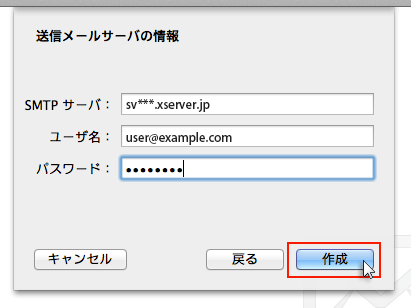 送信メールサーバの情報
SMTP サーバ： sv***.xserver.jp
ユーザ名： user@example.com
パスワード： ••••••••
キャンセル 戻る 作成